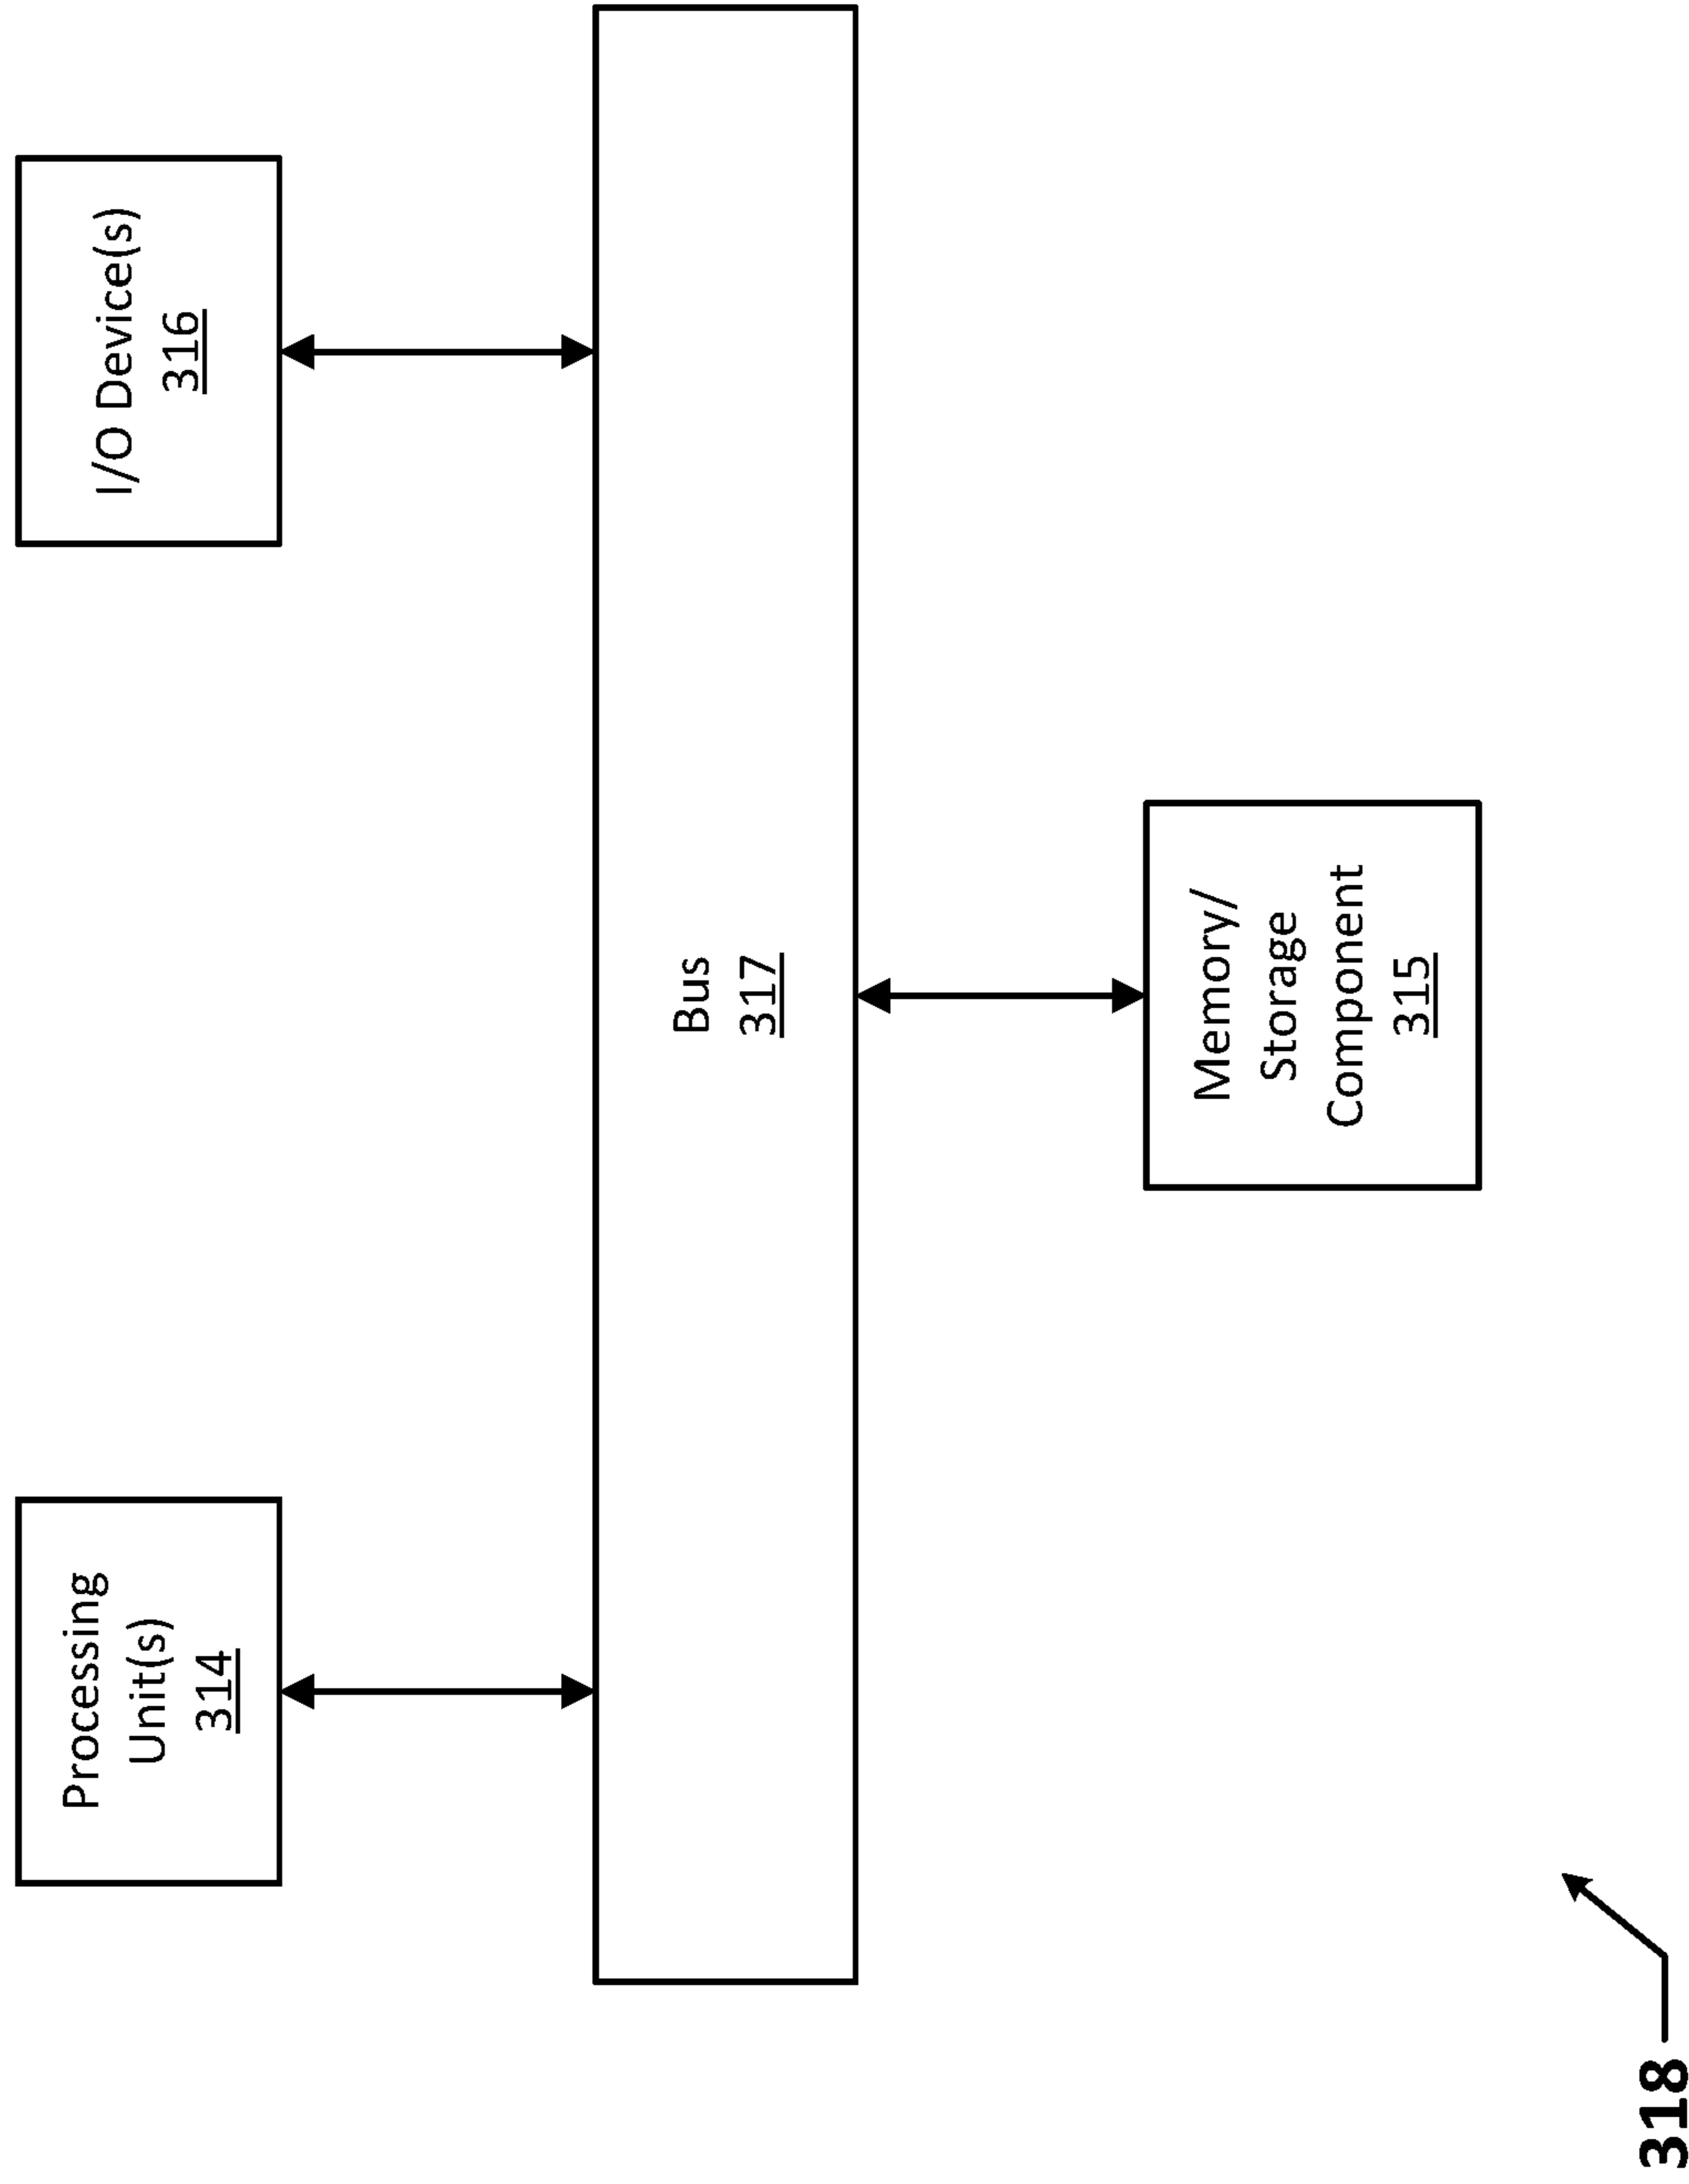 Processing
Unit(s)
314
I/O Device(s)
316
Bus
317
Memory/
Storage
Component
315
318